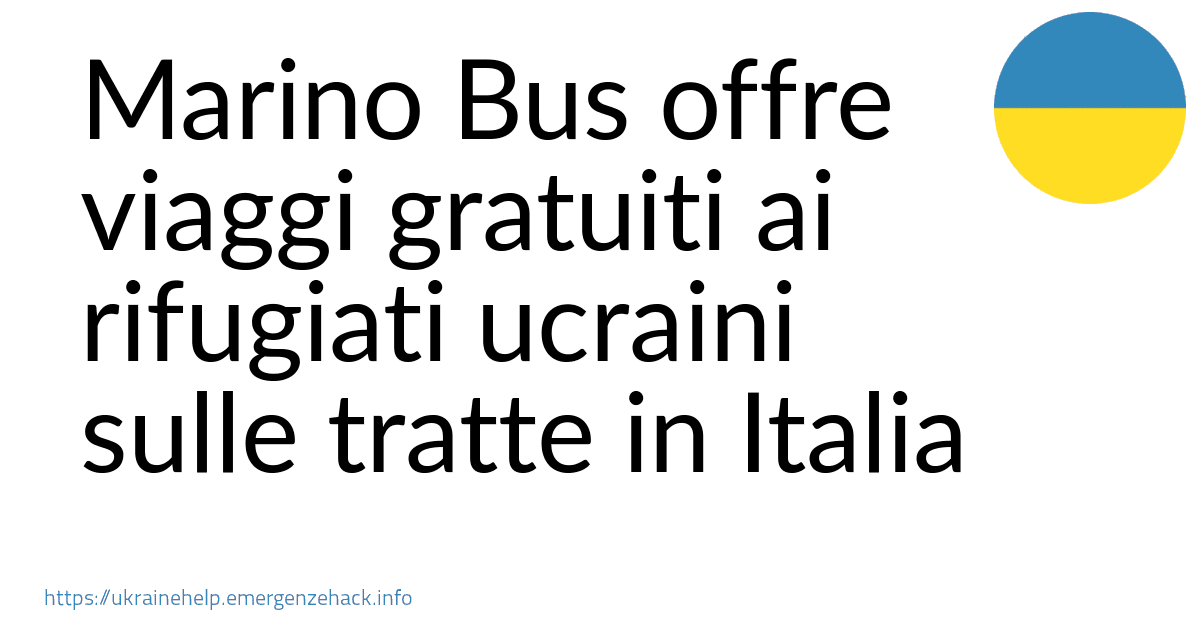 Marino Bus offre
viaggi gratuiti ai
rifugiati ucraini
sulle tratte in Italia
https://ukrainehelp.emergenzehack.info